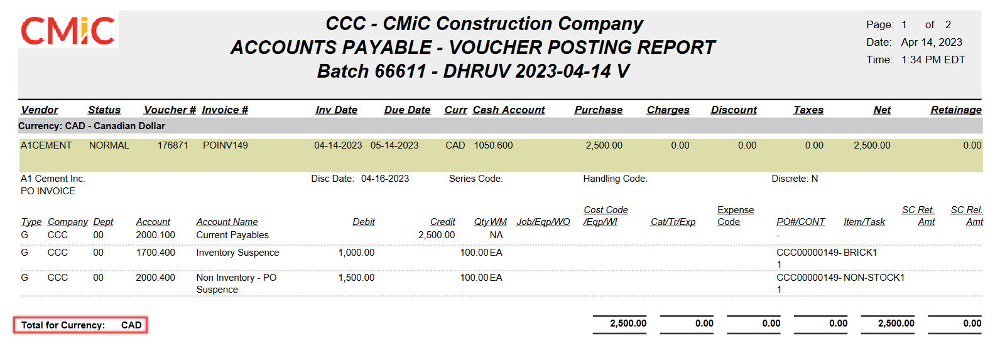 CMiC
CCC - CMiC Construction Company
ACCOUNTS PAYABLE - VOUCHER POSTING REPORT
Batch 66611 - DHRUV 2023-04-14 V
Page: 1 of 2
Date: Apr 14, 2023
Time: 1:34 PM EDT
Vendor Status Voucher # Invoice # Inv Date Due Date Curr Cash Account Purchase Charges Discount Taxes Net Retainage
Currency: CAD - Canadian Dollar
A1CEMENT NORMAL 176871 POINV149 04-14-2023 05-14-2023 CAD 1050.600 2,500.00 0.00 0.00 0.00 2,500.00 0.00
A1 Cement Inc. Disc Date: 04-16-2023 Series Code: Handling Code: Discrete: N
PO INVOICE
Cost Code Expense SC Ret. SC Rel.
Type Company Dept Account Account Name Debit Credit Qty WM Job/Eqp/WO /Eqp/WI Cat/Tr/Exp Code PO#/CONT Item/Task Amt Amt
G CCC 00 2000.100 Current Payables 2,500.00 NA -
G CCC 00 1700.400 Inventory Suspence 1,000.00 100.00 EA CCC00000149- BRICK1
1
G CCC 00 2000.400 Non Inventory - PO 1,500.00 100.00 EA CCC00000149- NON-STOCK1
Suspence 1
Total for Currency: CAD 2,500.00 0.00 0.00 0.00 2,500.00 0.00